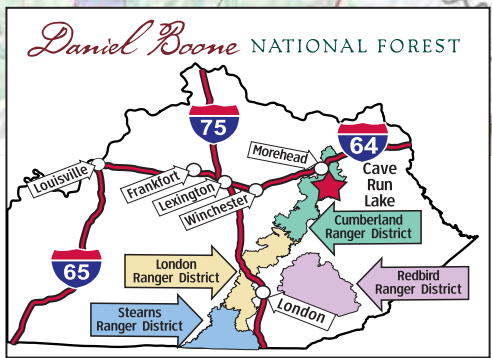 Daniel Boone NATIONAL FOREST
75
64
Morehead
Louisville
Frankfort
Lexington
Winchester
Cave
Run
Lake
Cumberland
Ranger District
65
London
Ranger District
Redbird
Ranger District
Stearns
Ranger District
London